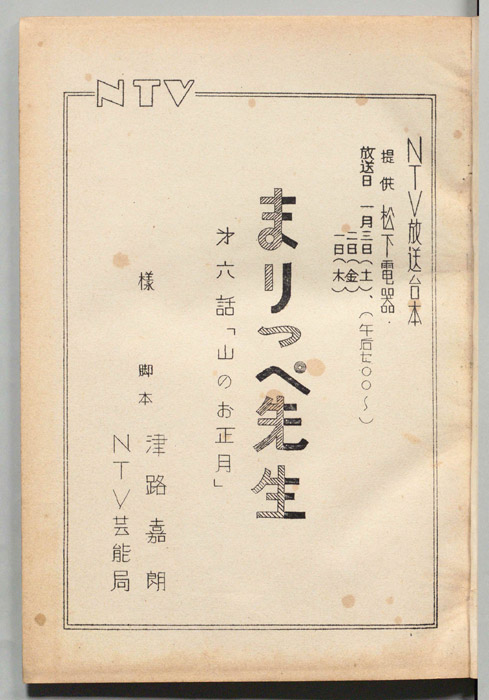 NTV
NTV放送台本
提供 松下電器.
放送日 一月三日(土)、(午后七・〇〇〜)
二日(金)
一日(木)
まりっぺ先生
才六話「山のお正月」
様
脚本 津路嘉朗
NTV芸能局